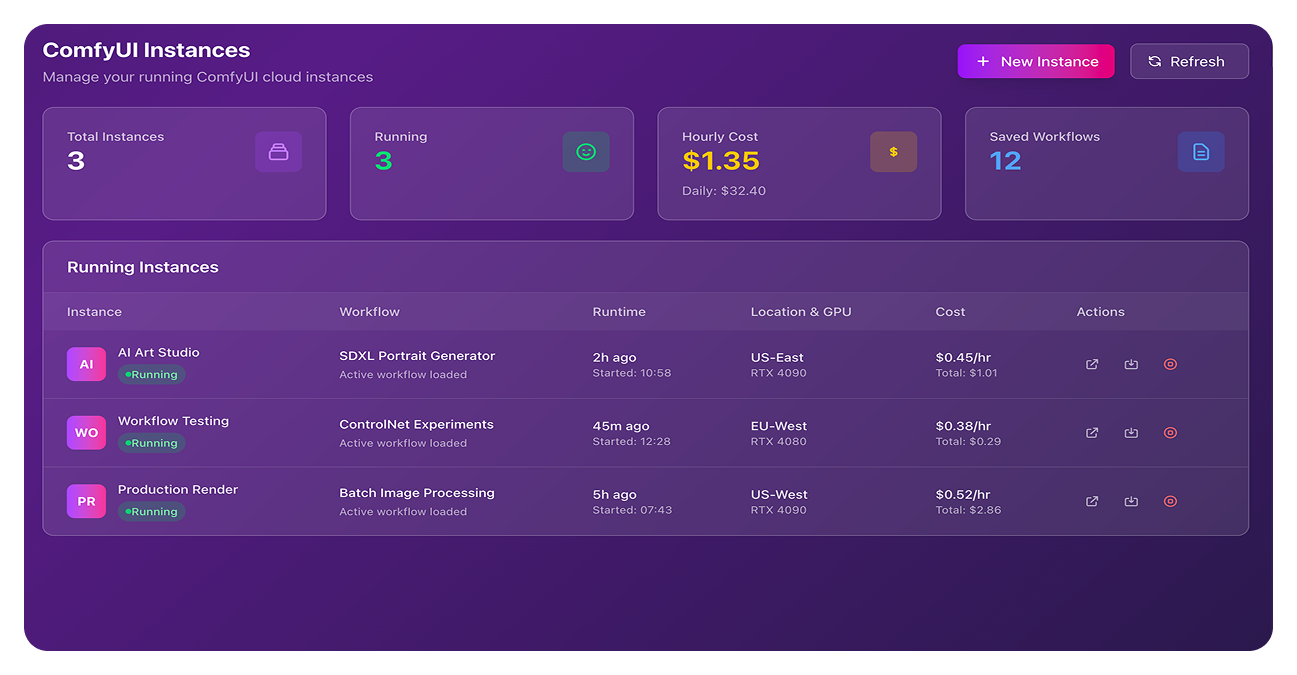 ComfyUI Instances
Manage your running ComfyUI cloud instances
+ New Instance
Refresh
Total Instances
3
Running
3
Hourly Cost
$1.35
Daily: $32.40
$
Saved Workflows
12
Running Instances
Instance Workflow Runtime Location & GPU Cost Actions
AI
AI Art Studio
Running
SDXL Portrait Generator
Active workflow loaded
2h ago
Started: 10:58
US-East
RTX 4090
$0.45/hr
Total: $1.01
WO
Workflow Testing
Running
ControlNet Experiments
Active workflow loaded
45m ago
Started: 12:28
EU-West
RTX 4080
$0.38/hr
Total: $0.29
PR
Production Render
Running
Batch Image Processing
Active workflow loaded
5h ago
Started: 07:43
US-West
RTX 4090
$0.52/hr
Total: $2.86